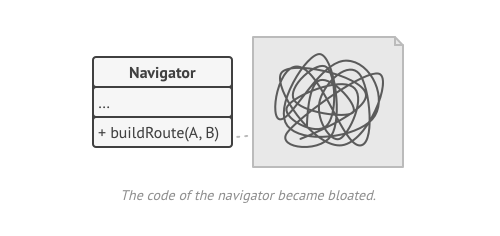 Navigator
...
+ buildRoute(A, B)
The code of the navigator became bloated.